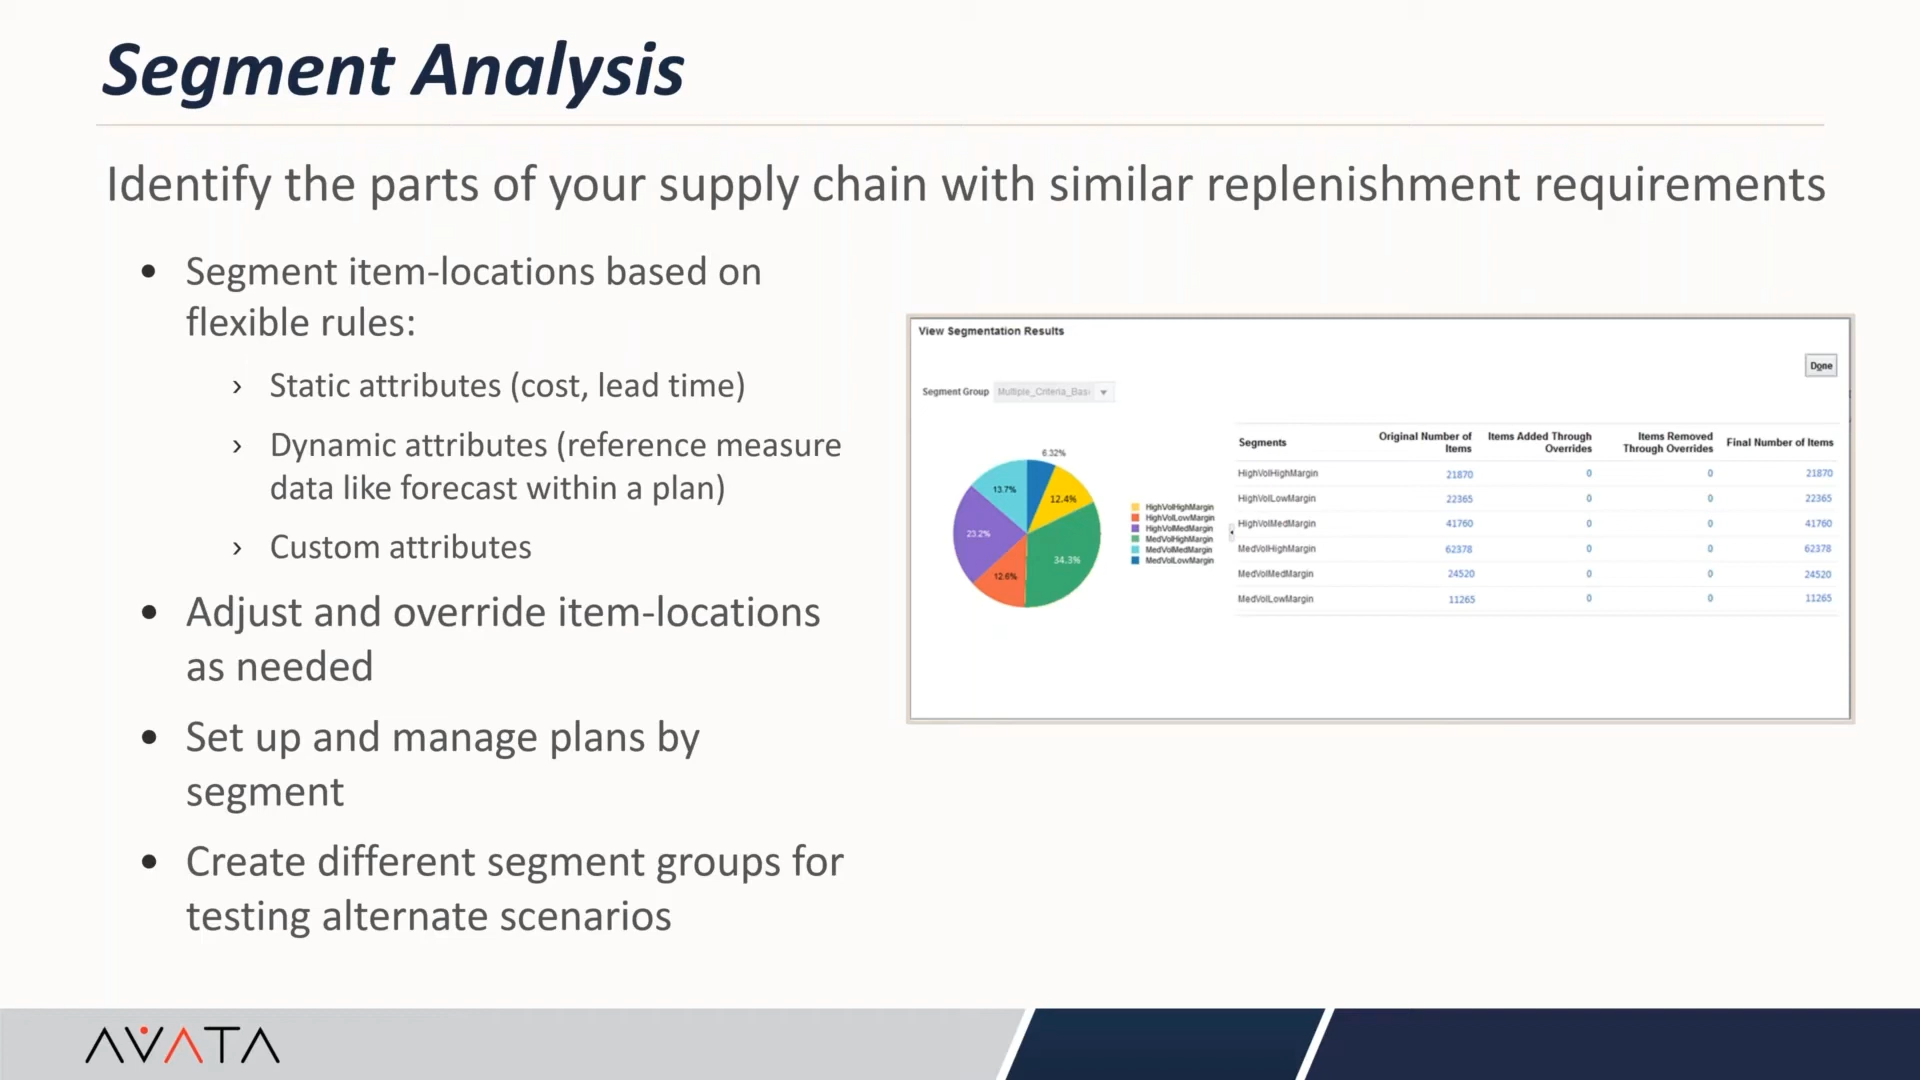 Segment Analysis
Identify the parts of your supply chain with similar replenishment requirements
• Segment item-locations based on
flexible rules:
› Static attributes (cost, lead time)
› Dynamic attributes (reference measure
data like forecast within a plan)
› Custom attributes
• Adjust and override item-locations
as needed
• Set up and manage plans by
segment
• Create different segment groups for
testing alternate scenarios
View Segmentation Results
Done
Segment Group Multiple_Criteria_Bas
6.32%
12.4%
34.3%
12.6%
23.2%
13.7%
HighVolHighMargin
HighVolLowMargin
HighVolMedMargin
MedVolHighMargin
MedVolMedMargin
MedVolLowMargin
Segments Original Number of Items Items Added Through Overrides Items Removed Through Overrides Final Number of Items
HighVolHighMargin 21870 0 0 21870
HighVolLowMargin 22365 0 0 22365
HighVolMedMargin 41760 0 0 41760
MedVolHighMargin 62378 0 0 62378
MedVolMedMargin 24520 0 0 24520
MedVolLowMargin 11265 0 0 11265
AVATA